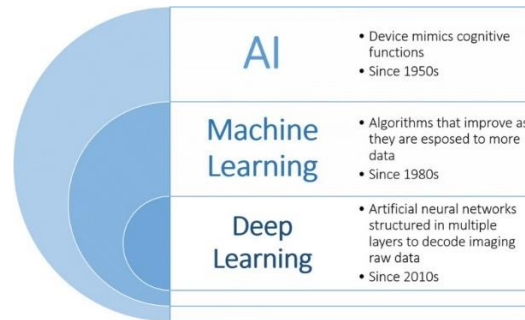 AI
• Device mimics cognitive
functions
• Since 1950s
Machine
Learning
• Algorithms that improve as
they are esposed to more
data
• Since 1980s
Deep
Learning
• Artificial neural networks
structured in multiple
layers to decode imaging
raw data
• Since 2010s